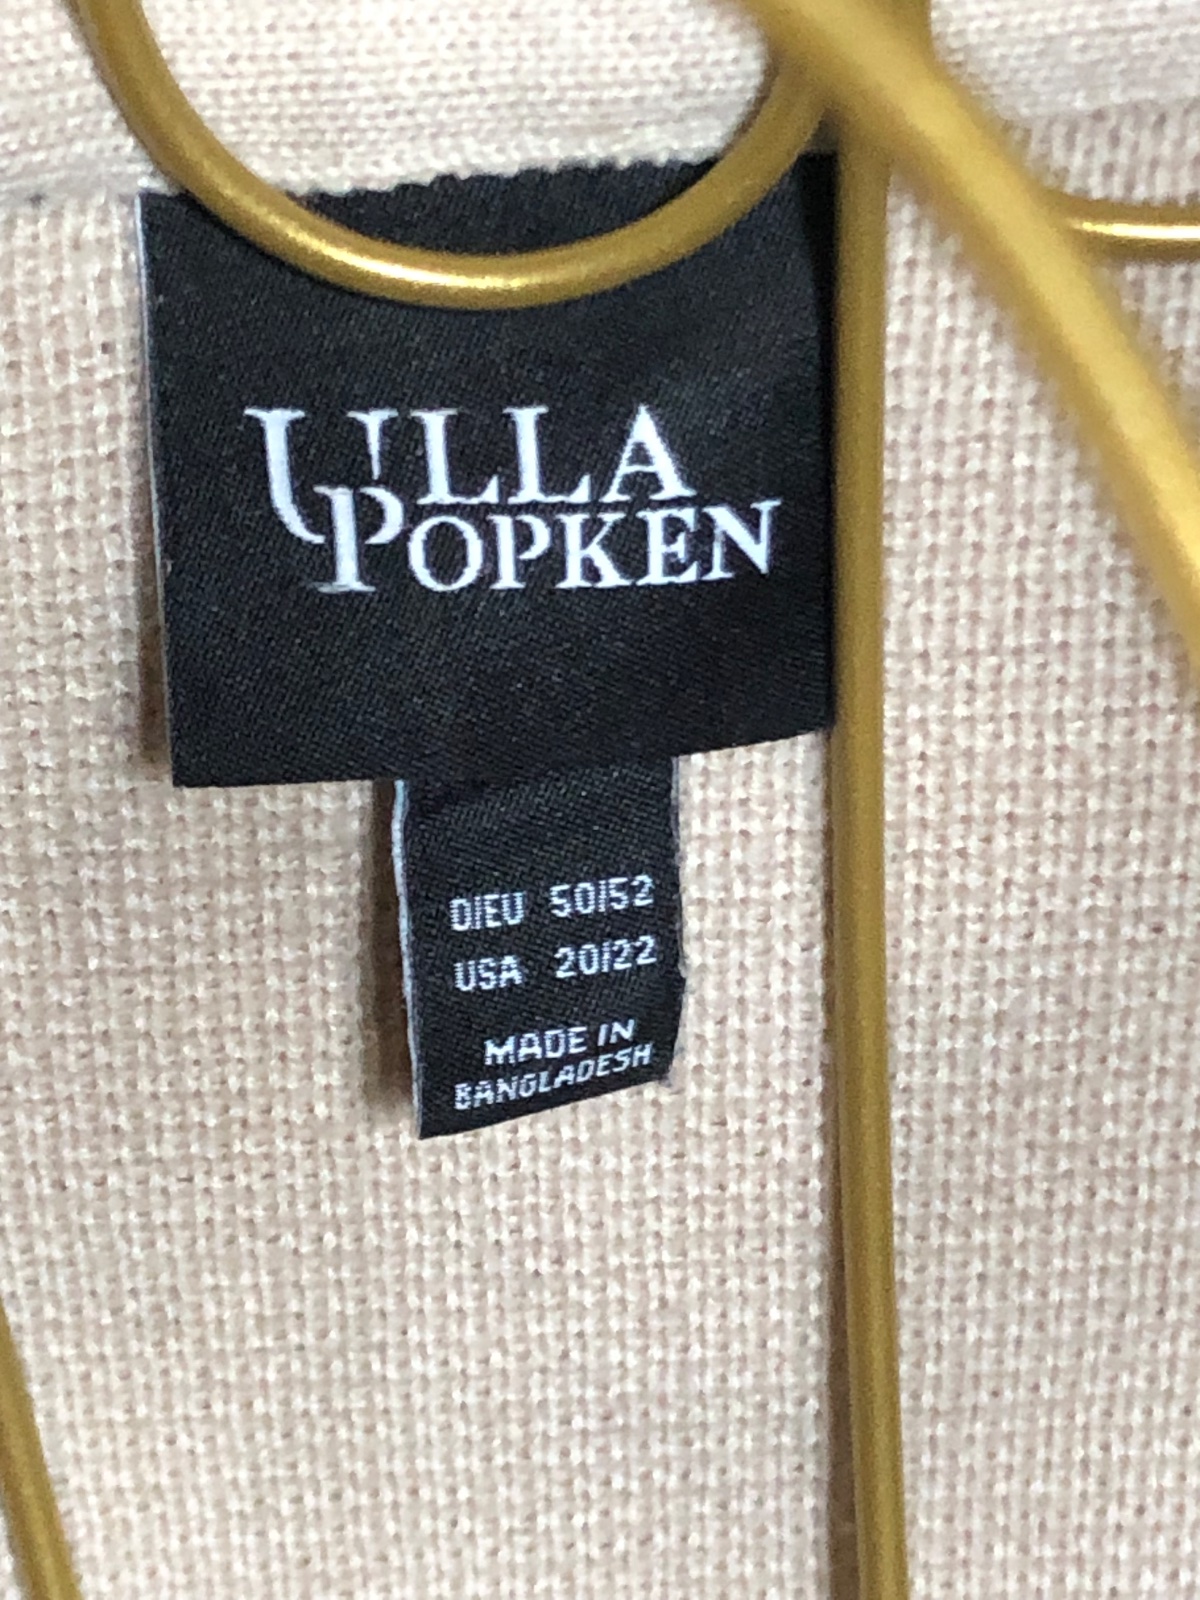 ULLA
POPKEN
D/EU 50/52
USA 20/22
MADE IN
BANGLADESH